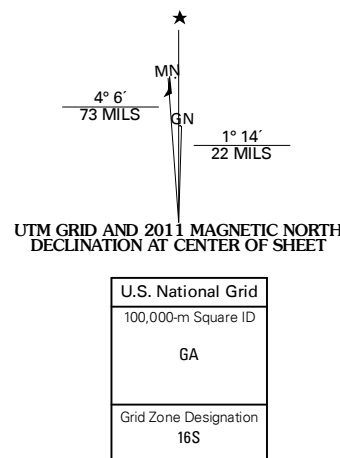 ★
MN
4° 6´
73 MILS
GN
1° 14´
22 MILS
UTM GRID AND 2011 MAGNETIC NORTH
DECLINATION AT CENTER OF SHEET
U.S. National Grid
100,000-m Square ID
GA
Grid Zone Designation
16S